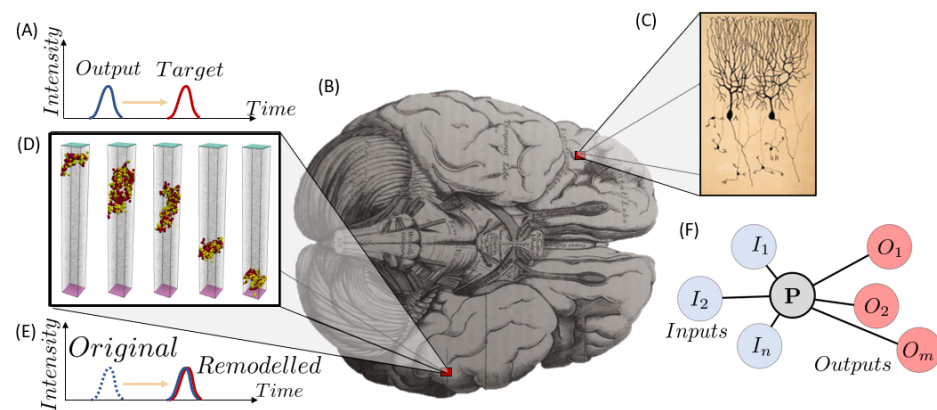 (A)
Intensity
Output
Target
Time
(B)
(C)
(D)
(E)
Intensity
Original
Remodelled
Time
(F)
I1
I2
In
Inputs
P
O1
O2
Om
Outputs